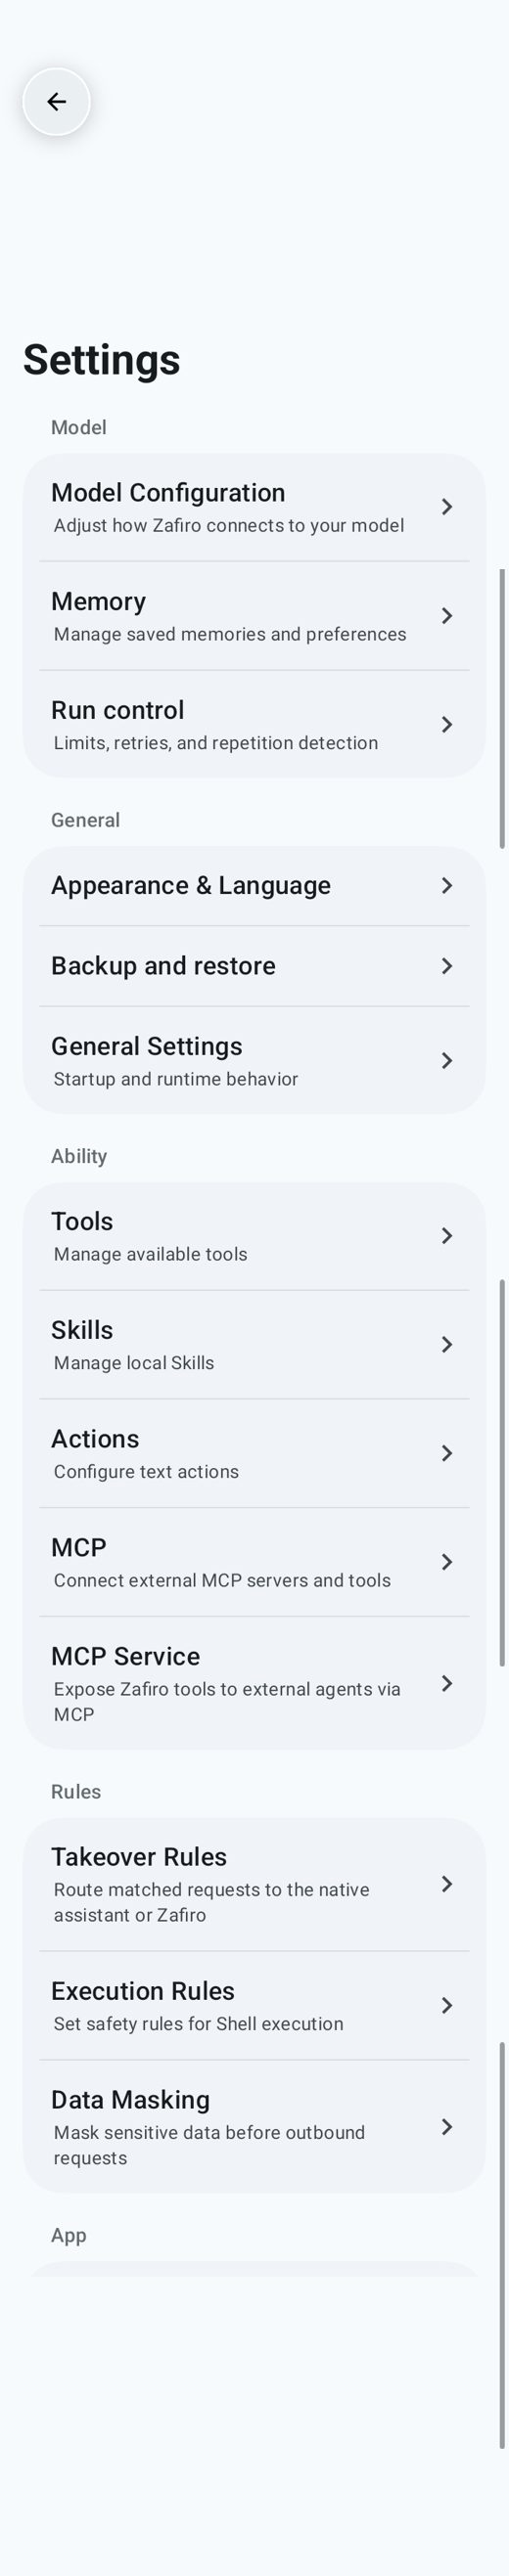 Settings
Model
Model Configuration
Adjust how Zafiro connects to your model
Memory
Manage saved memories and preferences
Run control
Limits, retries, and repetition detection
General
Appearance & Language
Backup and restore
General Settings
Startup and runtime behavior
Ability
Tools
Manage available tools
Skills
Manage local Skills
Actions
Configure text actions
MCP
Connect external MCP servers and tools
MCP Service
Expose Zafiro tools to external agents via
MCP
Rules
Takeover Rules
Route matched requests to the native
assistant or Zafiro
Execution Rules
Set safety rules for Shell execution
Data Masking
Mask sensitive data before outbound
requests
App